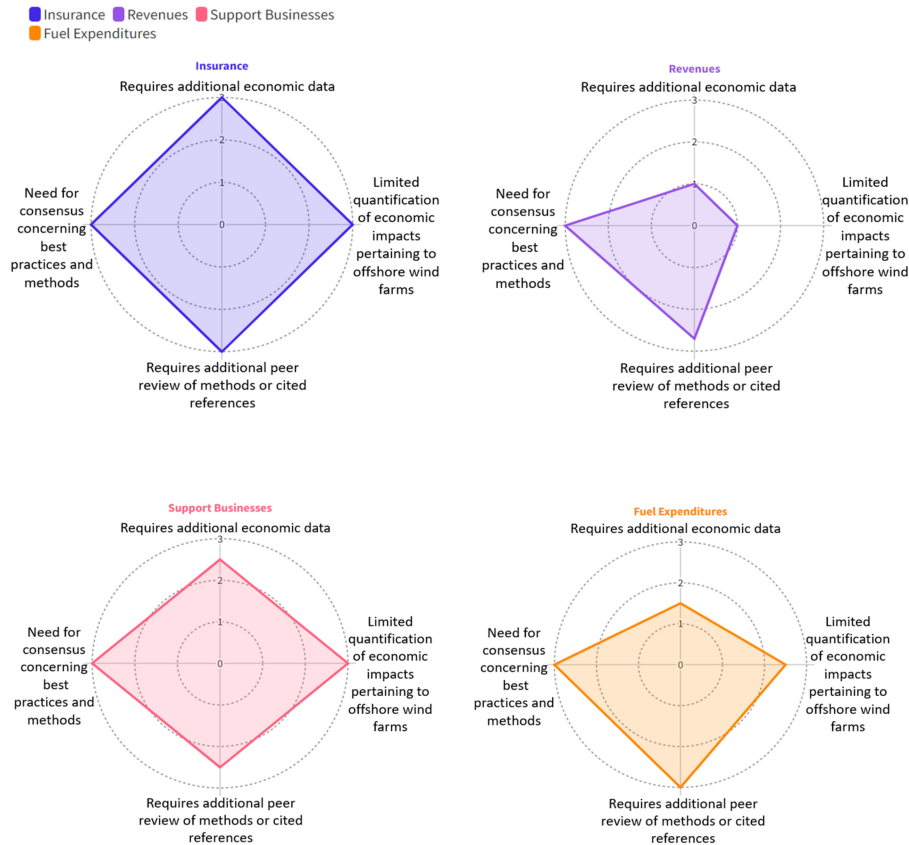 Insurance Revenues Support Businesses
Fuel Expenditures
Insurance
Requires additional economic data
3
2
1
0
Need for
consensus
concerning
best
practices and
methods
Limited
quantification
of economic
impacts
pertaining to
offshore wind
farms
Requires additional peer
review of methods or cited
references
Revenues
Requires additional economic data
3
2
1
0
Need for
consensus
concerning
best
practices and
methods
Limited
quantification
of economic
impacts
pertaining to
offshore wind
farms
Requires additional peer
review of methods or cited
references
Support Businesses
Requires additional economic data
3
2
1
0
Need for
consensus
concerning
best
practices and
methods
Limited
quantification
of economic
impacts
pertaining to
offshore wind
farms
Requires additional peer
review of methods or cited
references
Fuel Expenditures
Requires additional economic data
3
2
1
0
Need for
consensus
concerning
best
practices and
methods
Limited
quantification
of economic
impacts
pertaining to
offshore wind
farms
Requires additional peer
review of methods or cited
references